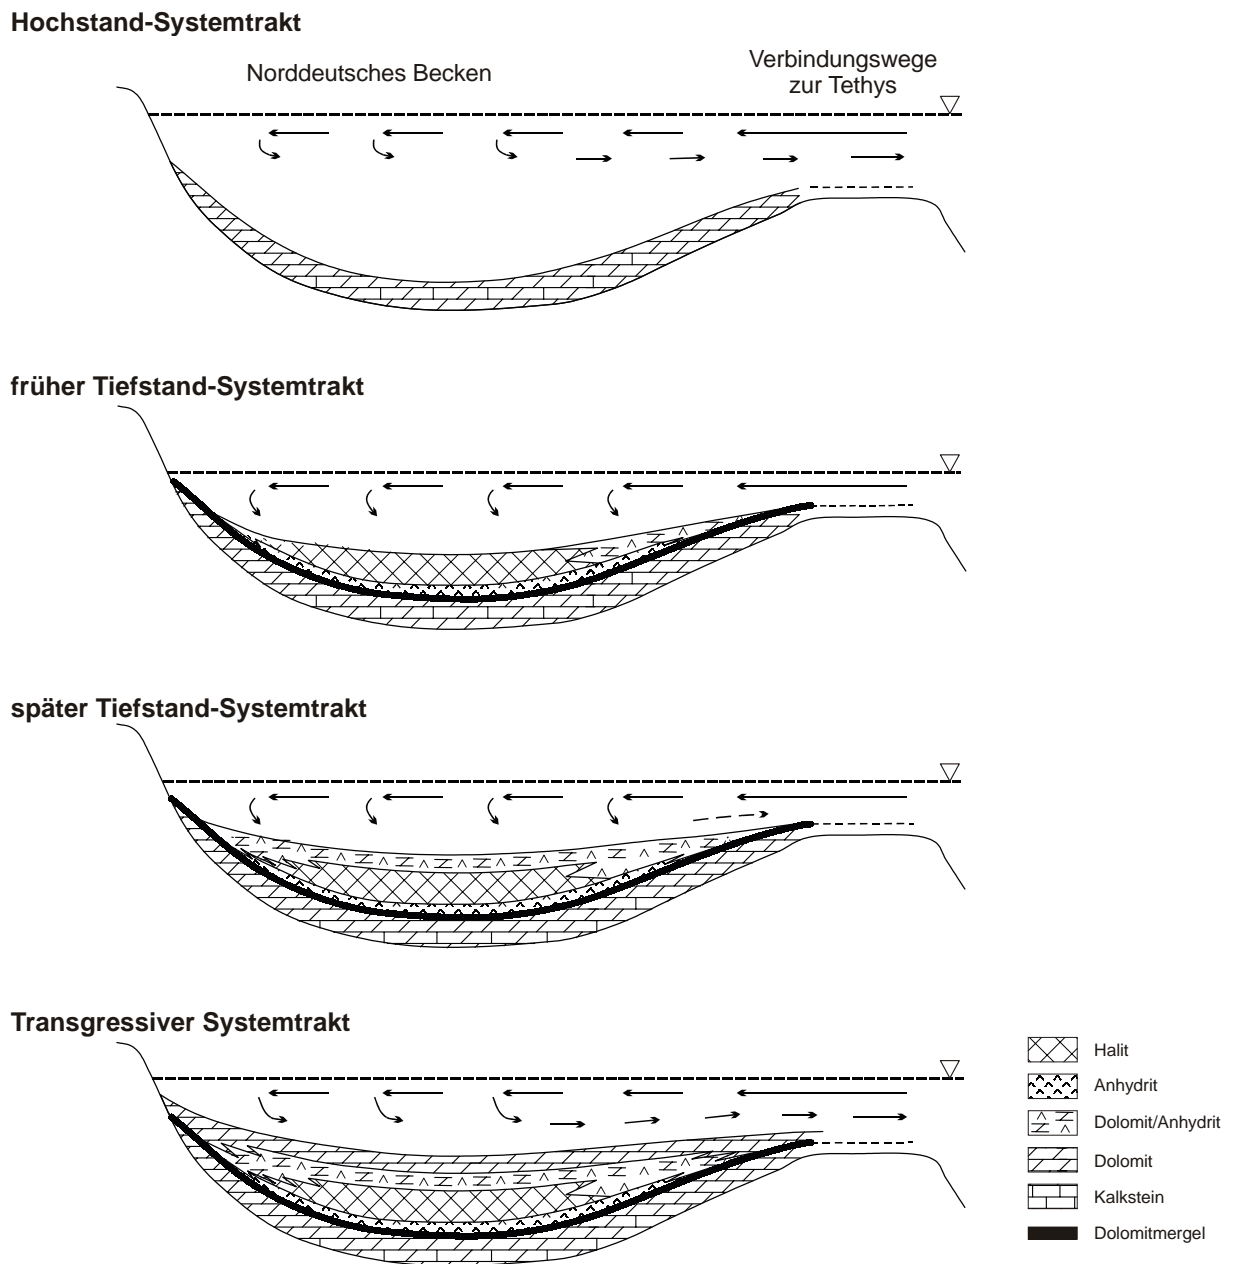 Hochstand-Systemtrakt
Norddeutsches Becken
Verbindungswege
zur Tethys
früher Tiefstand-Systemtrakt
später Tiefstand-Systemtrakt
Transgressiver Systemtrakt
Halit
Anhydrit
Dolomit/Anhydrit
Dolomit
Kalkstein
Dolomitmergel